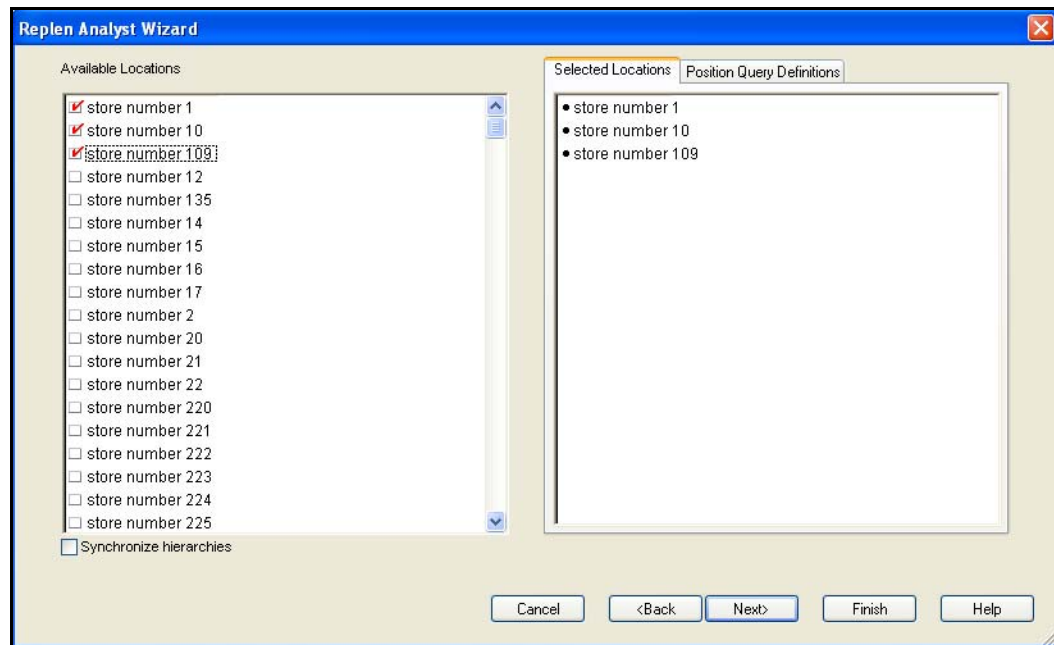 Replen Analyst Wizard
Available Locations
store number 1
store number 10
store number 109
store number 12
store number 135
store number 14
store number 15
store number 16
store number 17
store number 2
store number 20
store number 21
store number 22
store number 220
store number 221
store number 222
store number 223
store number 224
store number 225
Synchronize hierarchies
Selected Locations Position Query Definitions
• store number 1
• store number 10
• store number 109
Cancel <Back Next> Finish Help